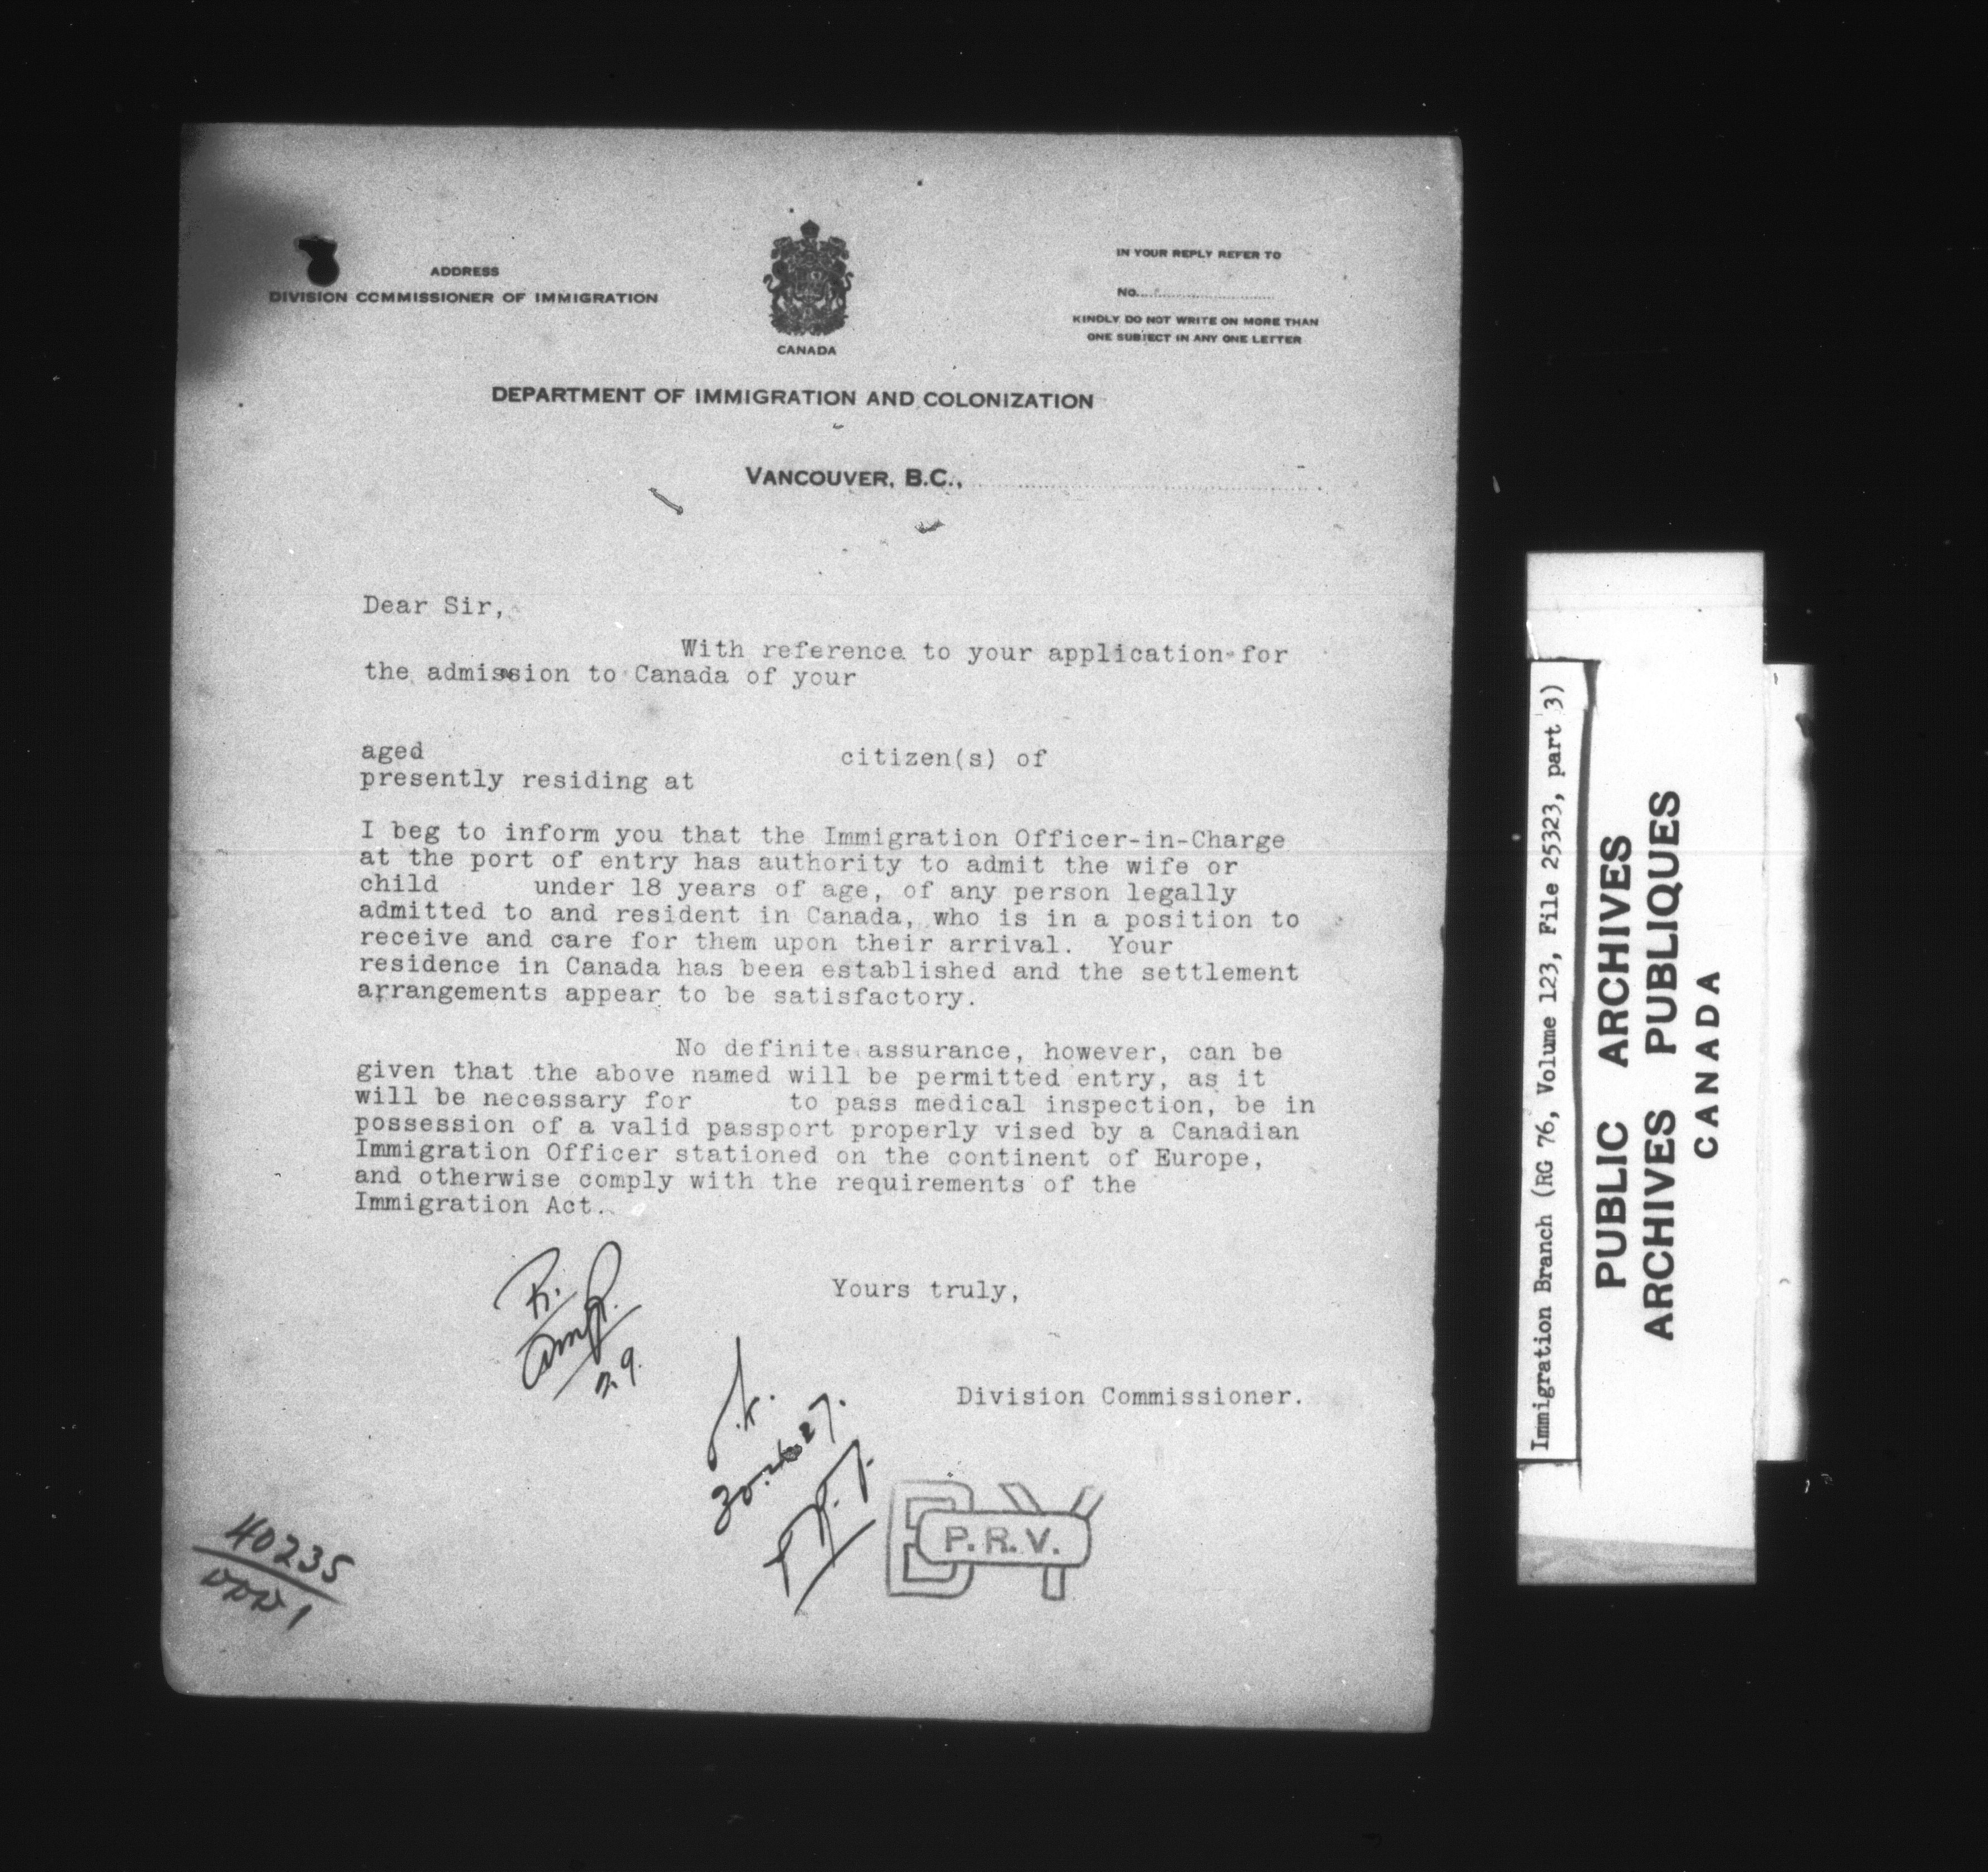 ADDRESS
DIVISION COMMISSIONER OF IMMIGRATION
CANADA
IN YOUR REPLY REFER TO
No.
KINDLY DO NOT WRITE ON MORE THAN
ONE SUBJECT IN ANY ONE LETTER
DEPARTMENT OF IMMIGRATION AND COLONIZATION
VANCOUVER, B.C.,
Dear Sir,
With reference to your application for
the admission to Canada of your
aged citizen(s) of
presently residing at
I beg to inform you that the Immigration Officer-in-Charge
at the port of entry has authority to admit the wife or
child under 18 years of age, of any person legally
admitted to and resident in Canada, who is in a position to
receive and care for them upon their arrival. Your
residence in Canada has been established and the settlement
arrangements appear to be satisfactory.
No definite assurance, however, can be
given that the above named will be permitted entry, as it
will be necessary for to pass medical inspection, be in
possession of a valid passport properly vised by a Canadian
Immigration Officer stationed on the continent of Europe,
and otherwise comply with the requirements of the
Immigration Act.
Yours truly,
Division Commissioner.
P.R.V.
40235
Immigration Branch (RG 76, Volume 123, File 25323, part 3)
PUBLIC ARCHIVES
ARCHIVES PUBLIQUES
CANADA